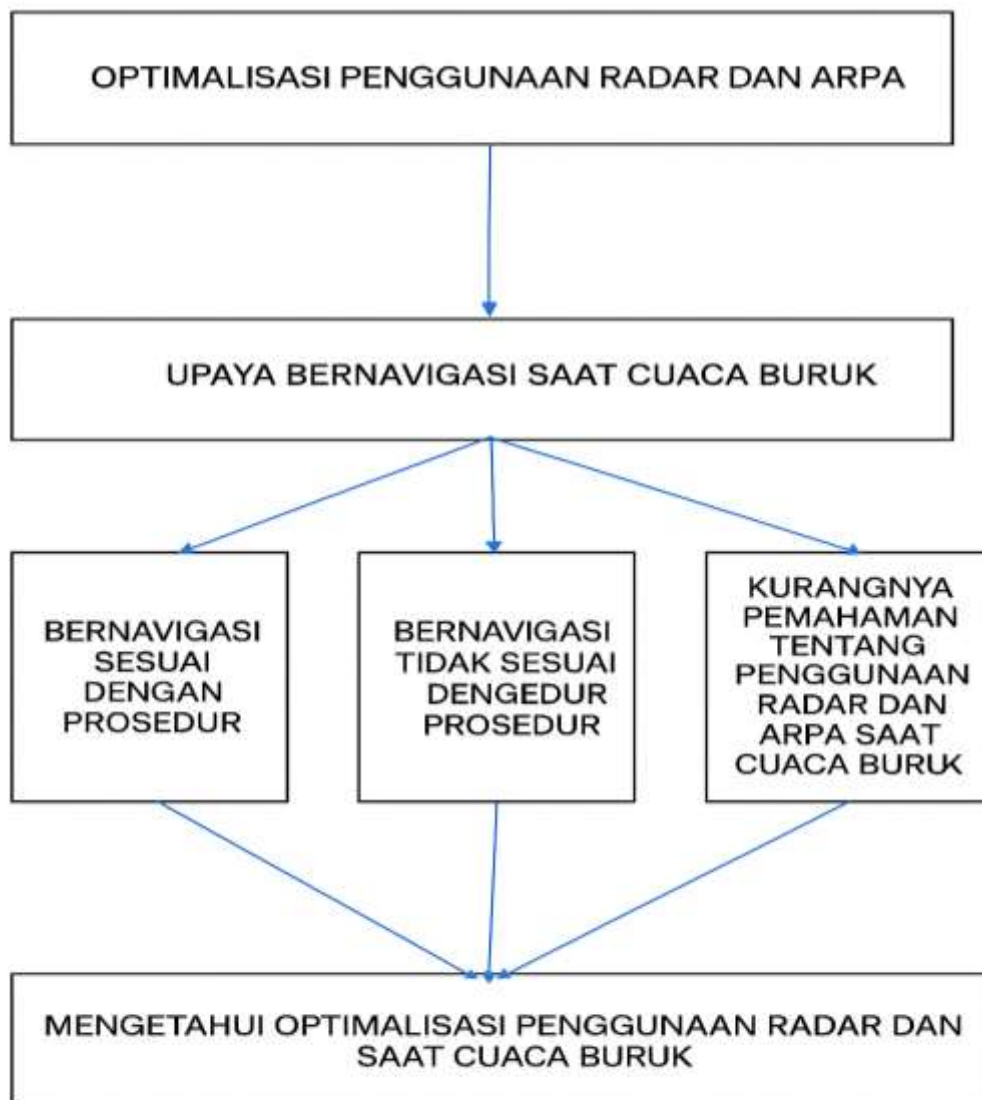 OPTIMALISASI PENGGUNAAN RADAR DAN ARPA
UPAYA BERNAVIGASI SAAT CUACA BURUK
BERNAVIGASI
SESUAI
DENGAN
PROSEDUR
BERNAVIGASI
TIDAK SESUAI
DENGEDUR
PROSEDUR
KURANGNYA
PEMAHAMAN
TENTANG
PENGGUNAAN
RADAR DAN
ARPA SAAT
CUACA BURUK
MENGETAHUI OPTIMALISASI PENGGUNAAN RADAR DAN
SAAT CUACA BURUK